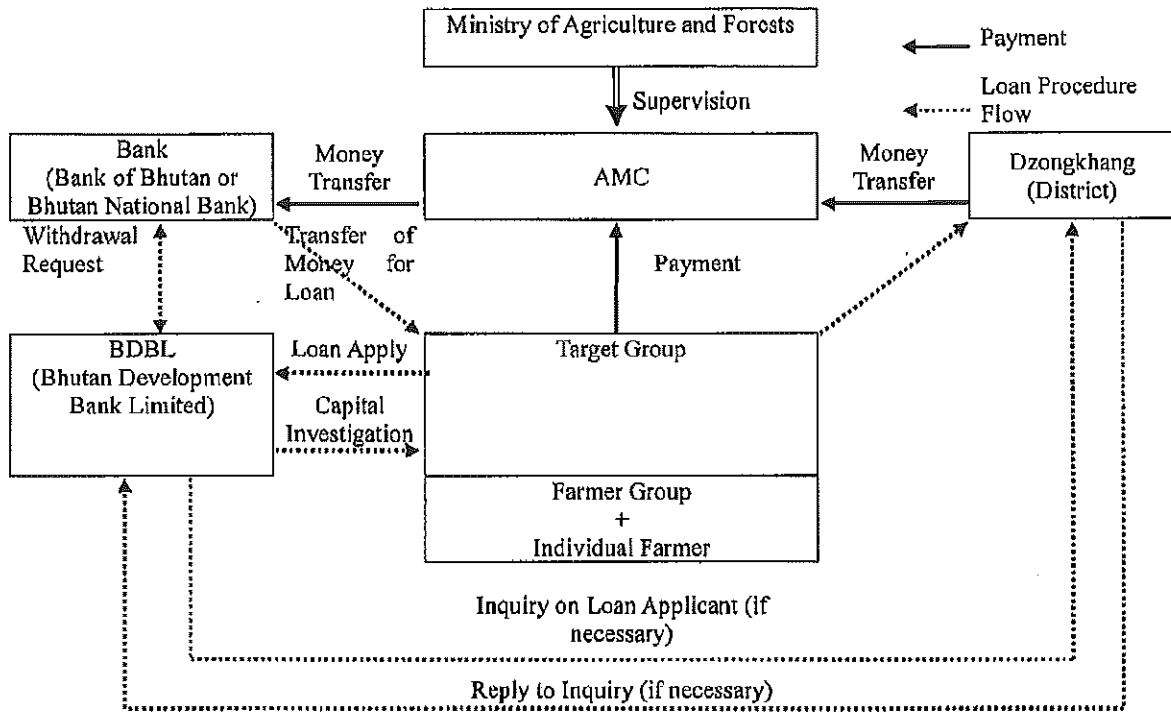 Ministry of Agriculture and Forests
Payment
Loan Procedure
Flow
Supervision
Bank
(Bank of Bhutan or
Bhutan National Bank)
Money
Transfer
AMC
Money
Transfer
Dzongkhang
(District)
Withdrawal
Request
Transfer of
Money for
Loan
Payment
BDBL
(Bhutan Development
Bank Limited)
Loan Apply
Capital
Investigation
Target Group
Farmer Group
+
Individual Farmer
Inquiry on Loan Applicant (if
necessary)
Reply to Inquiry (if necessary)